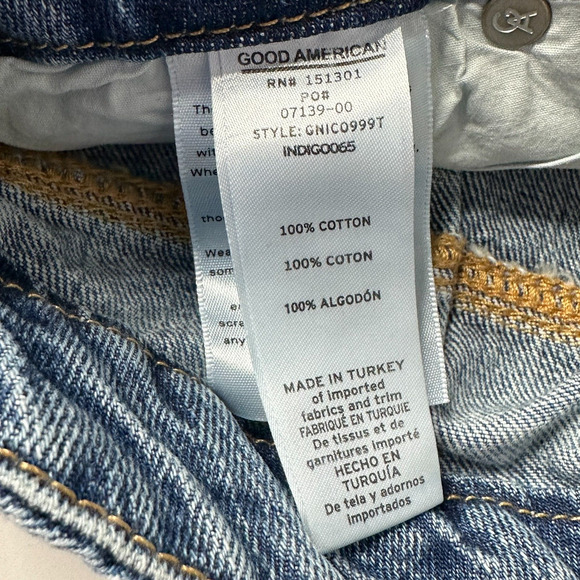 GOOD AMERICAN
RN# 151301
PO#
07139-00
STYLE: GNICO999T
INDIGO065
100% COTTON
100% COTON
100% ALGODÓN
MADE IN TURKEY
of imported
fabrics and trim
FABRIQUÉ EN TURQUIE
De tissus et de
garnitures importé
HECHO EN
TURQUÍA
De tela y adornos
importados
GA